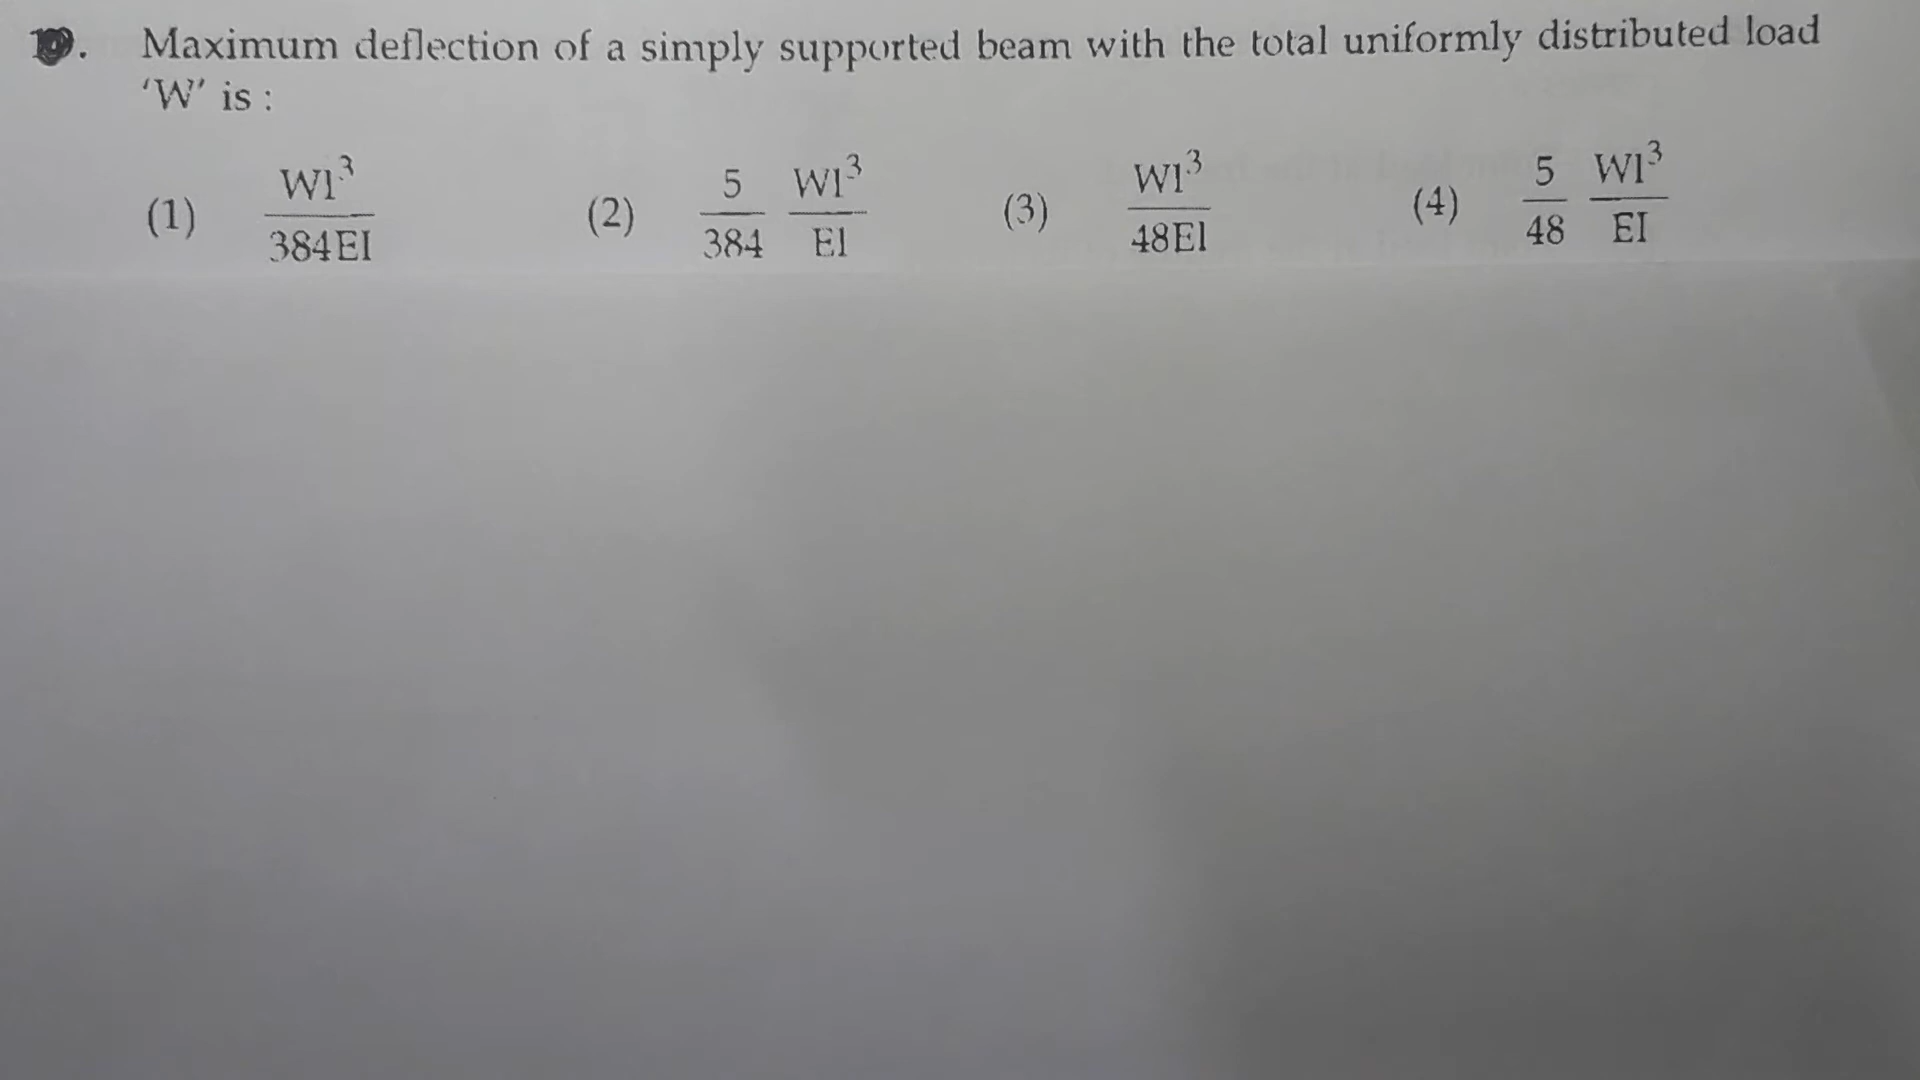 Maximum deflection of a simply supported beam with the total uniformly distributed load
'W' is :
(1) Wl³/384EI (2) 5/384 Wl³/EI (3) Wl³/48EI (4) 5/48 Wl³/EI